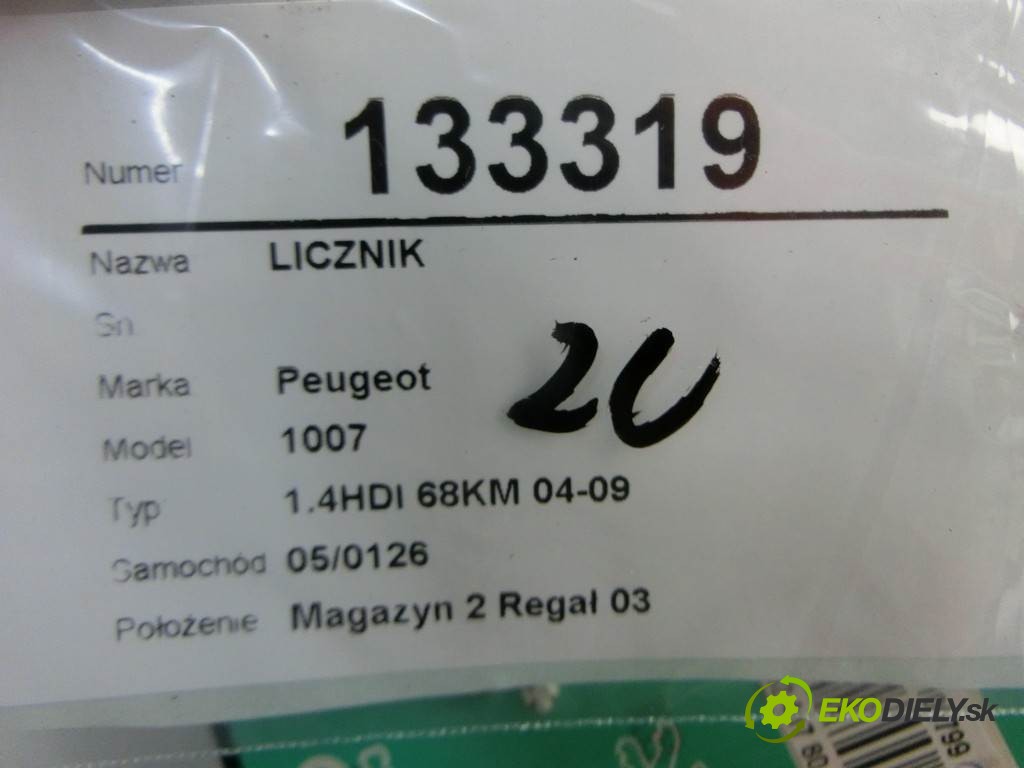 Numer 133319
Nazwa LICZNIK
Sn
Marka Peugeot
20
Model 1007
Typ 1.4HDI 68KM 04-09
Samochód 05/0126
Położenie Magazyn 2 Regał 03
EKODIELY.sk